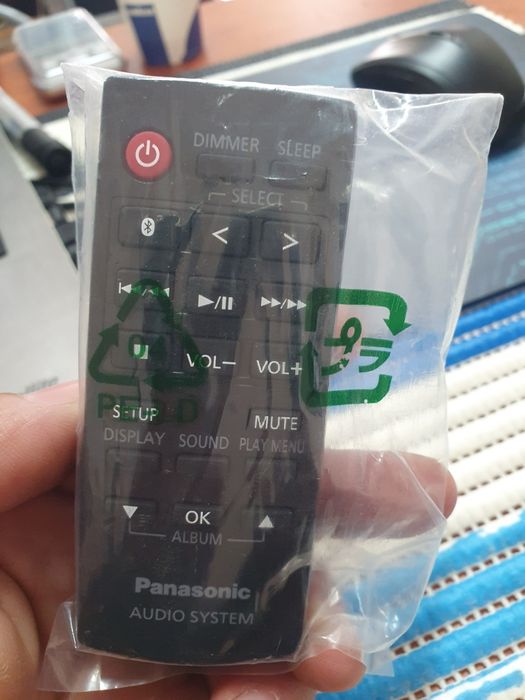 DIMMER SLEEP
SELECT
< >
VOL− VOL+
プラ
PE-LD
SETUP MUTE
DISPLAY SOUND PLAY MENU
OK
ALBUM
Panasonic
AUDIO SYSTEM